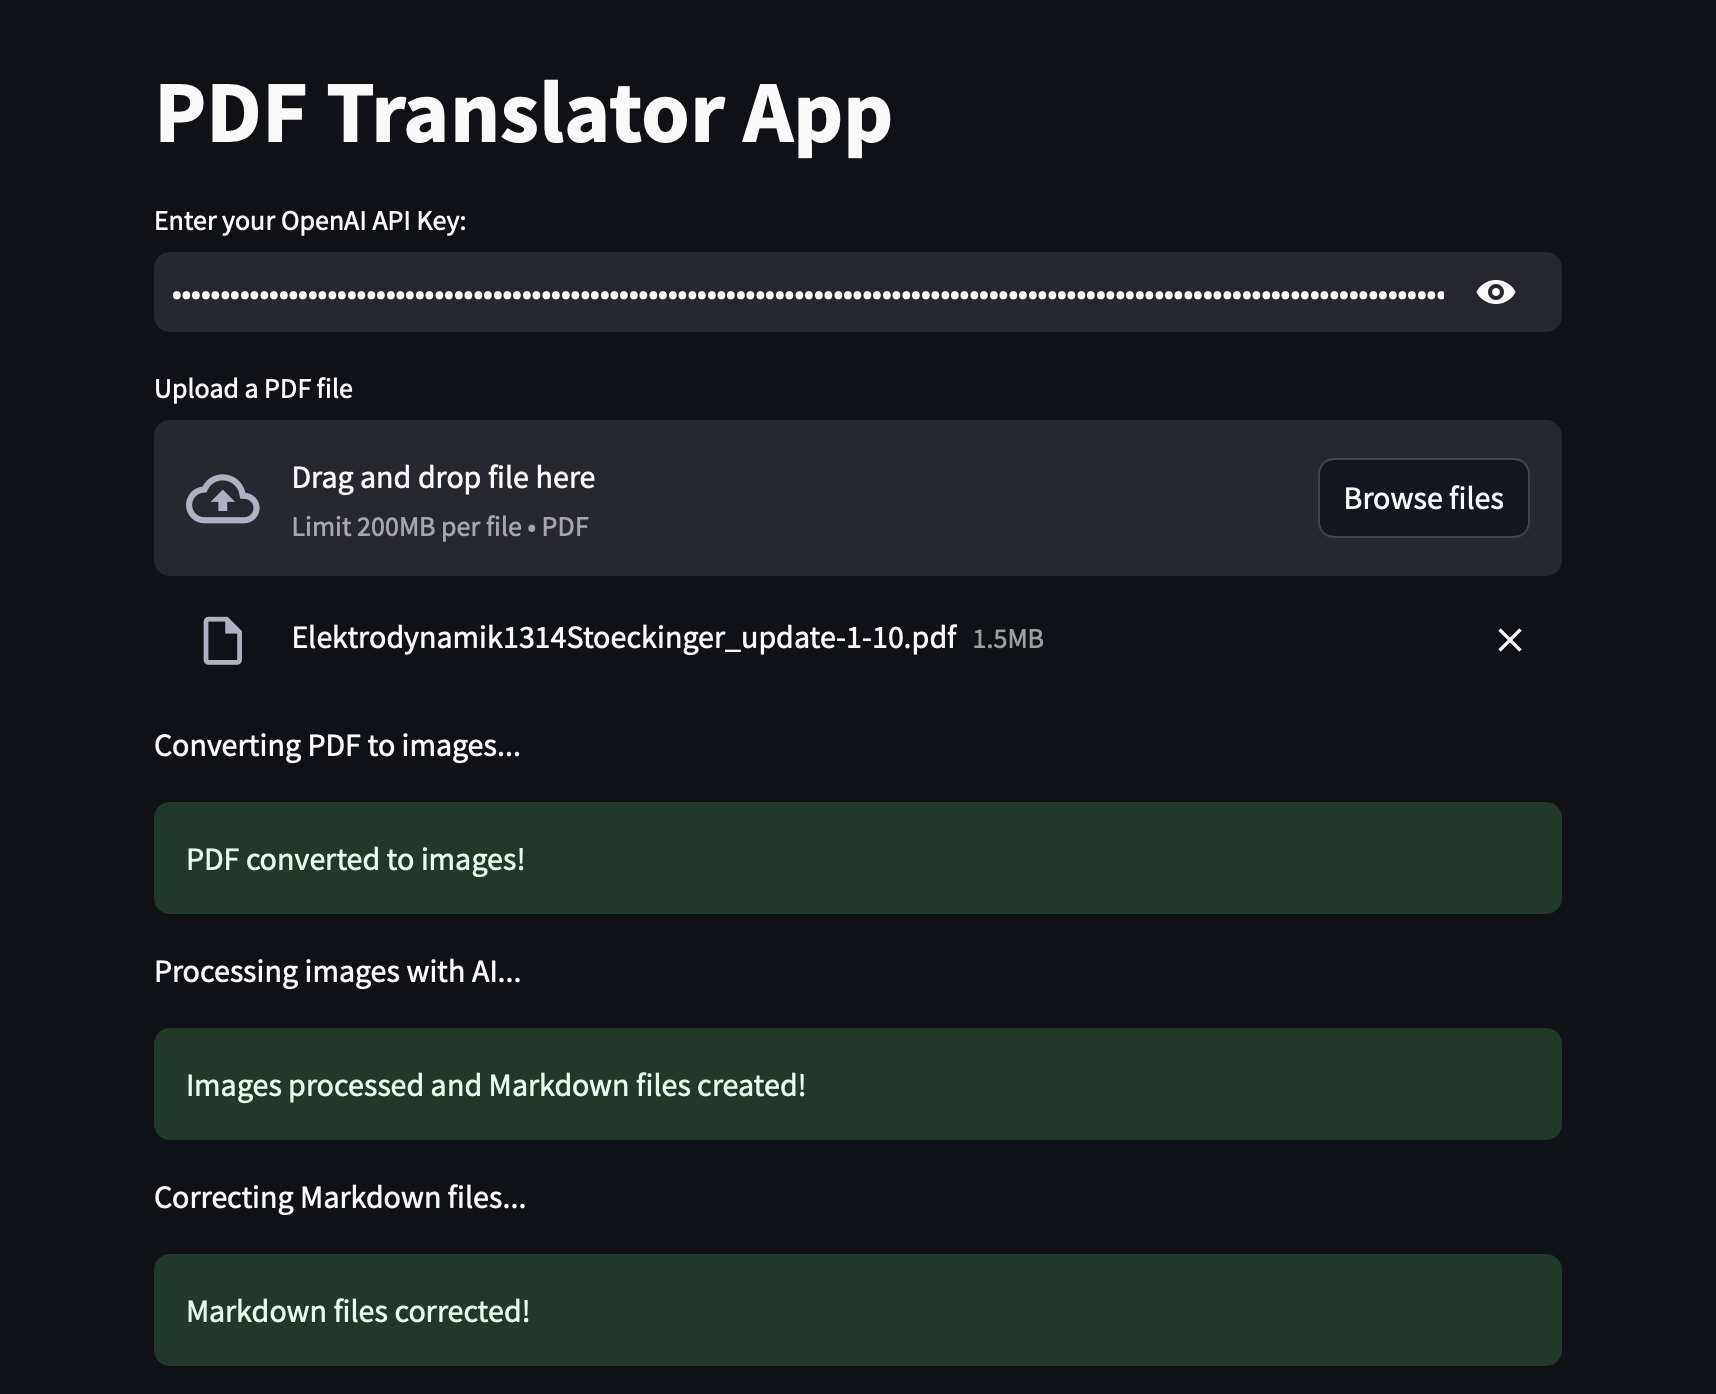 PDF Translator App
Enter your OpenAI API Key:
Upload a PDF file
Drag and drop file here
Limit 200MB per file • PDF
Browse files
Elektrodynamik1314Stoeckinger_update-1-10.pdf 1.5MB
Converting PDF to images...
PDF converted to images!
Processing images with AI...
Images processed and Markdown files created!
Correcting Markdown files...
Markdown files corrected!